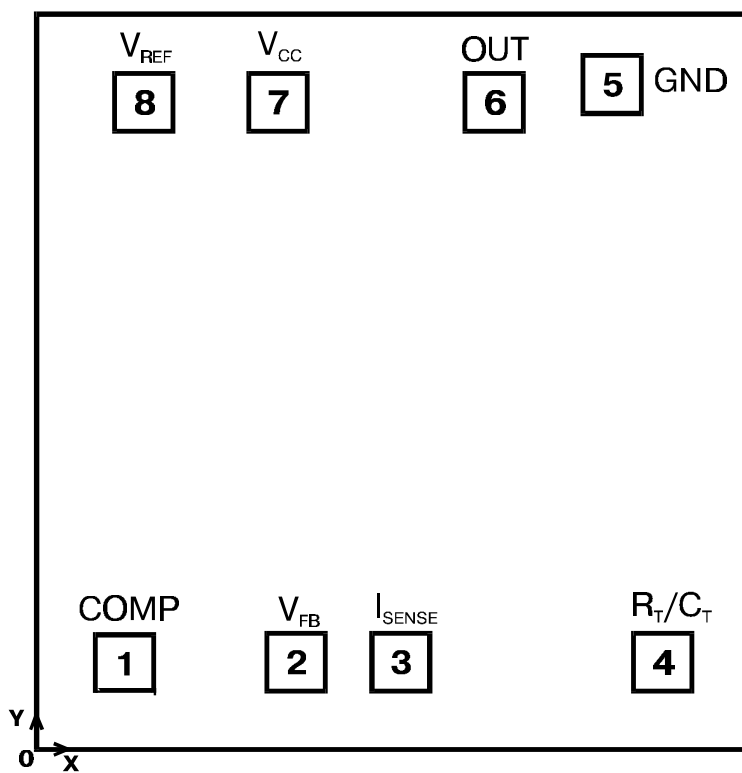 VREF VCC OUT
8 7 6 5 GND
COMP VFB ISENSE RT/CT
1 2 3 4
Y
0 X